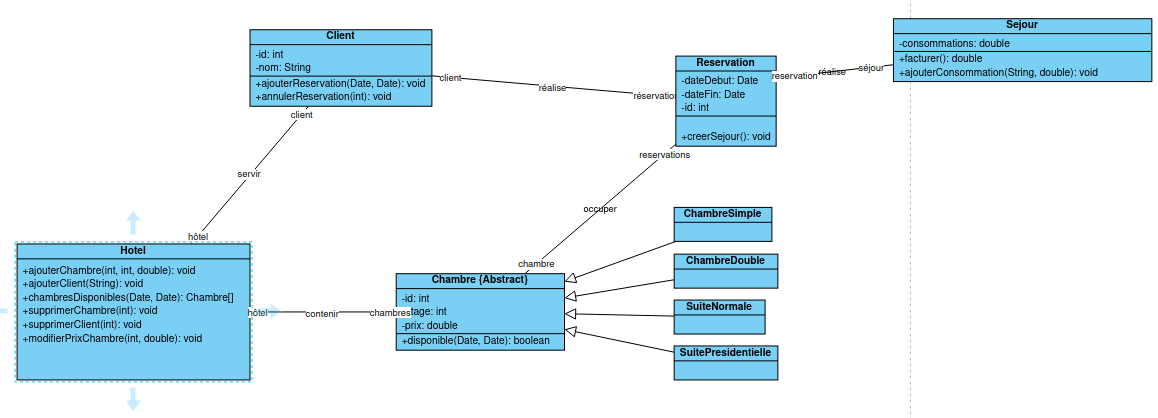 Client
-id: int
-nom: String
+ajouterReservation(Date, Date): void
+annulerReservation(int): void
client
réalise
réservation
Reservation
-dateDebut: Date
-dateFin: Date
-id: int
+creerSejour(): void
reservation
réalise
séjour
Sejour
-consommations: double
+facturer(): double
+ajouterConsommation(String, double): void
client
servir
hôtel
reservations
occuper
chambre
Hotel
+ajouterChambre(int, int, double): void
+ajouterClient(String): void
+chambresDisponibles(Date, Date): Chambre[]
+supprimerChambre(int): void
+supprimerClient(int): void
+modifierPrixChambre(int, double): void
hôtel
contenir
chambres
Chambre {Abstract}
-id: int
tage: int
-prix: double
+disponible(Date, Date): boolean
ChambreSimple
ChambreDouble
SuiteNormale
SuitePresidentielle